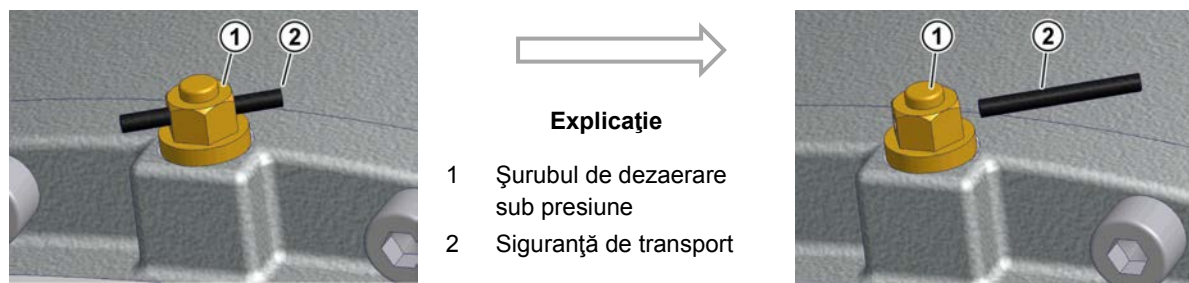 1
2
1
2
Explicaţie
1 Şurubul de dezaerare
sub presiune
2 Siguranţă de transport